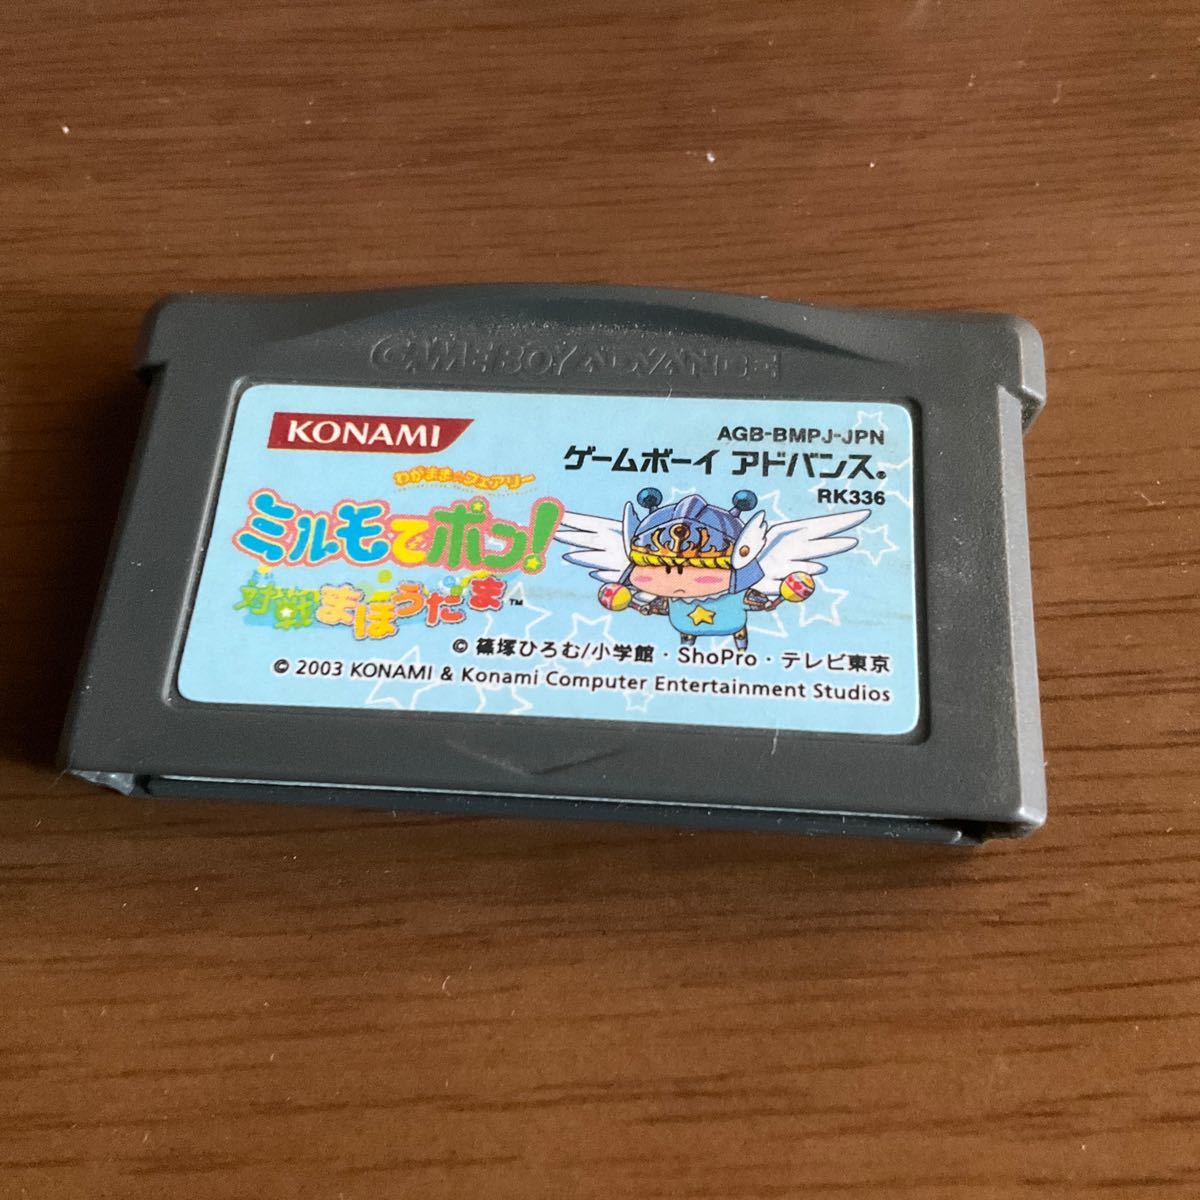 GAME BOY ADVANCE
KONAMI
AGB-BMPJ-JPN
ゲームボーイ アドバンス®
RK336
わがまま☆フェアリー
ミルモでポン!
対戦まほうだま™
© 篠塚ひろむ/小学館・ShoPro・テレビ東京
© 2003 KONAMI & Konami Computer Entertainment Studios